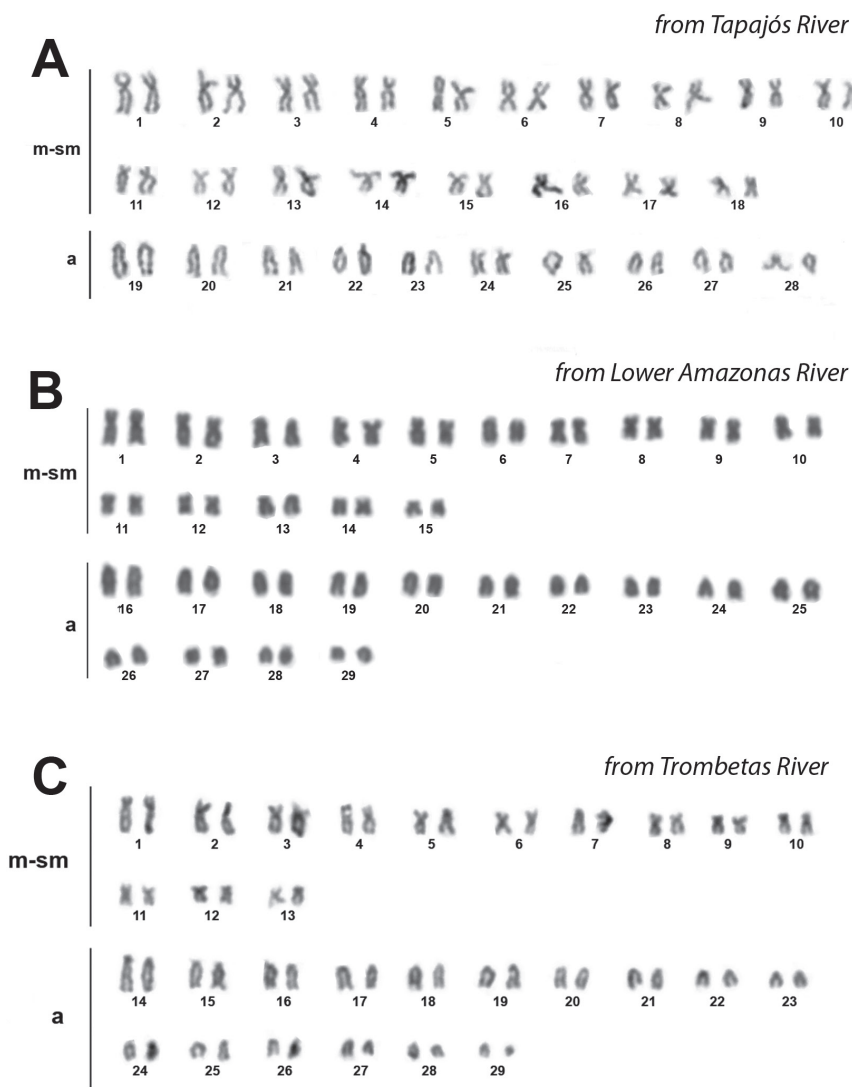 from Tapajós River
A
1 2 3 4 5 6 7 8 9 10
m-sm
11 12 13 14 15 16 17 18
a
19 20 21 22 23 24 25 26 27 28
from Lower Amazonas River
B
1 2 3 4 5 6 7 8 9 10
m-sm
11 12 13 14 15
16 17 18 19 20 21 22 23 24 25
a
26 27 28 29
from Trombetas River
C
1 2 3 4 5 6 7 8 9 10
m-sm
11 12 13
14 15 16 17 18 19 20 21 22 23
a
24 25 26 27 28 29